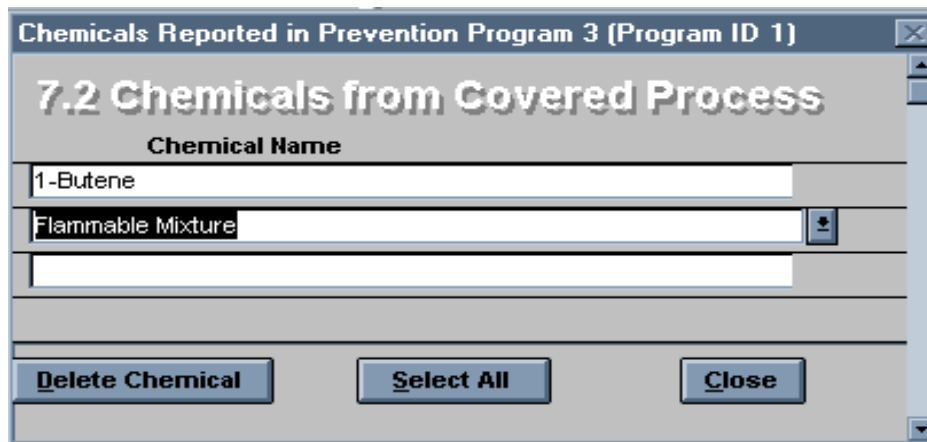 Chemicals Reported in Prevention Program 3 (Program ID 1)
7.2 Chemicals from Covered Process
Chemical Name
1-Butene
Flammable Mixture
Delete Chemical Select All Close